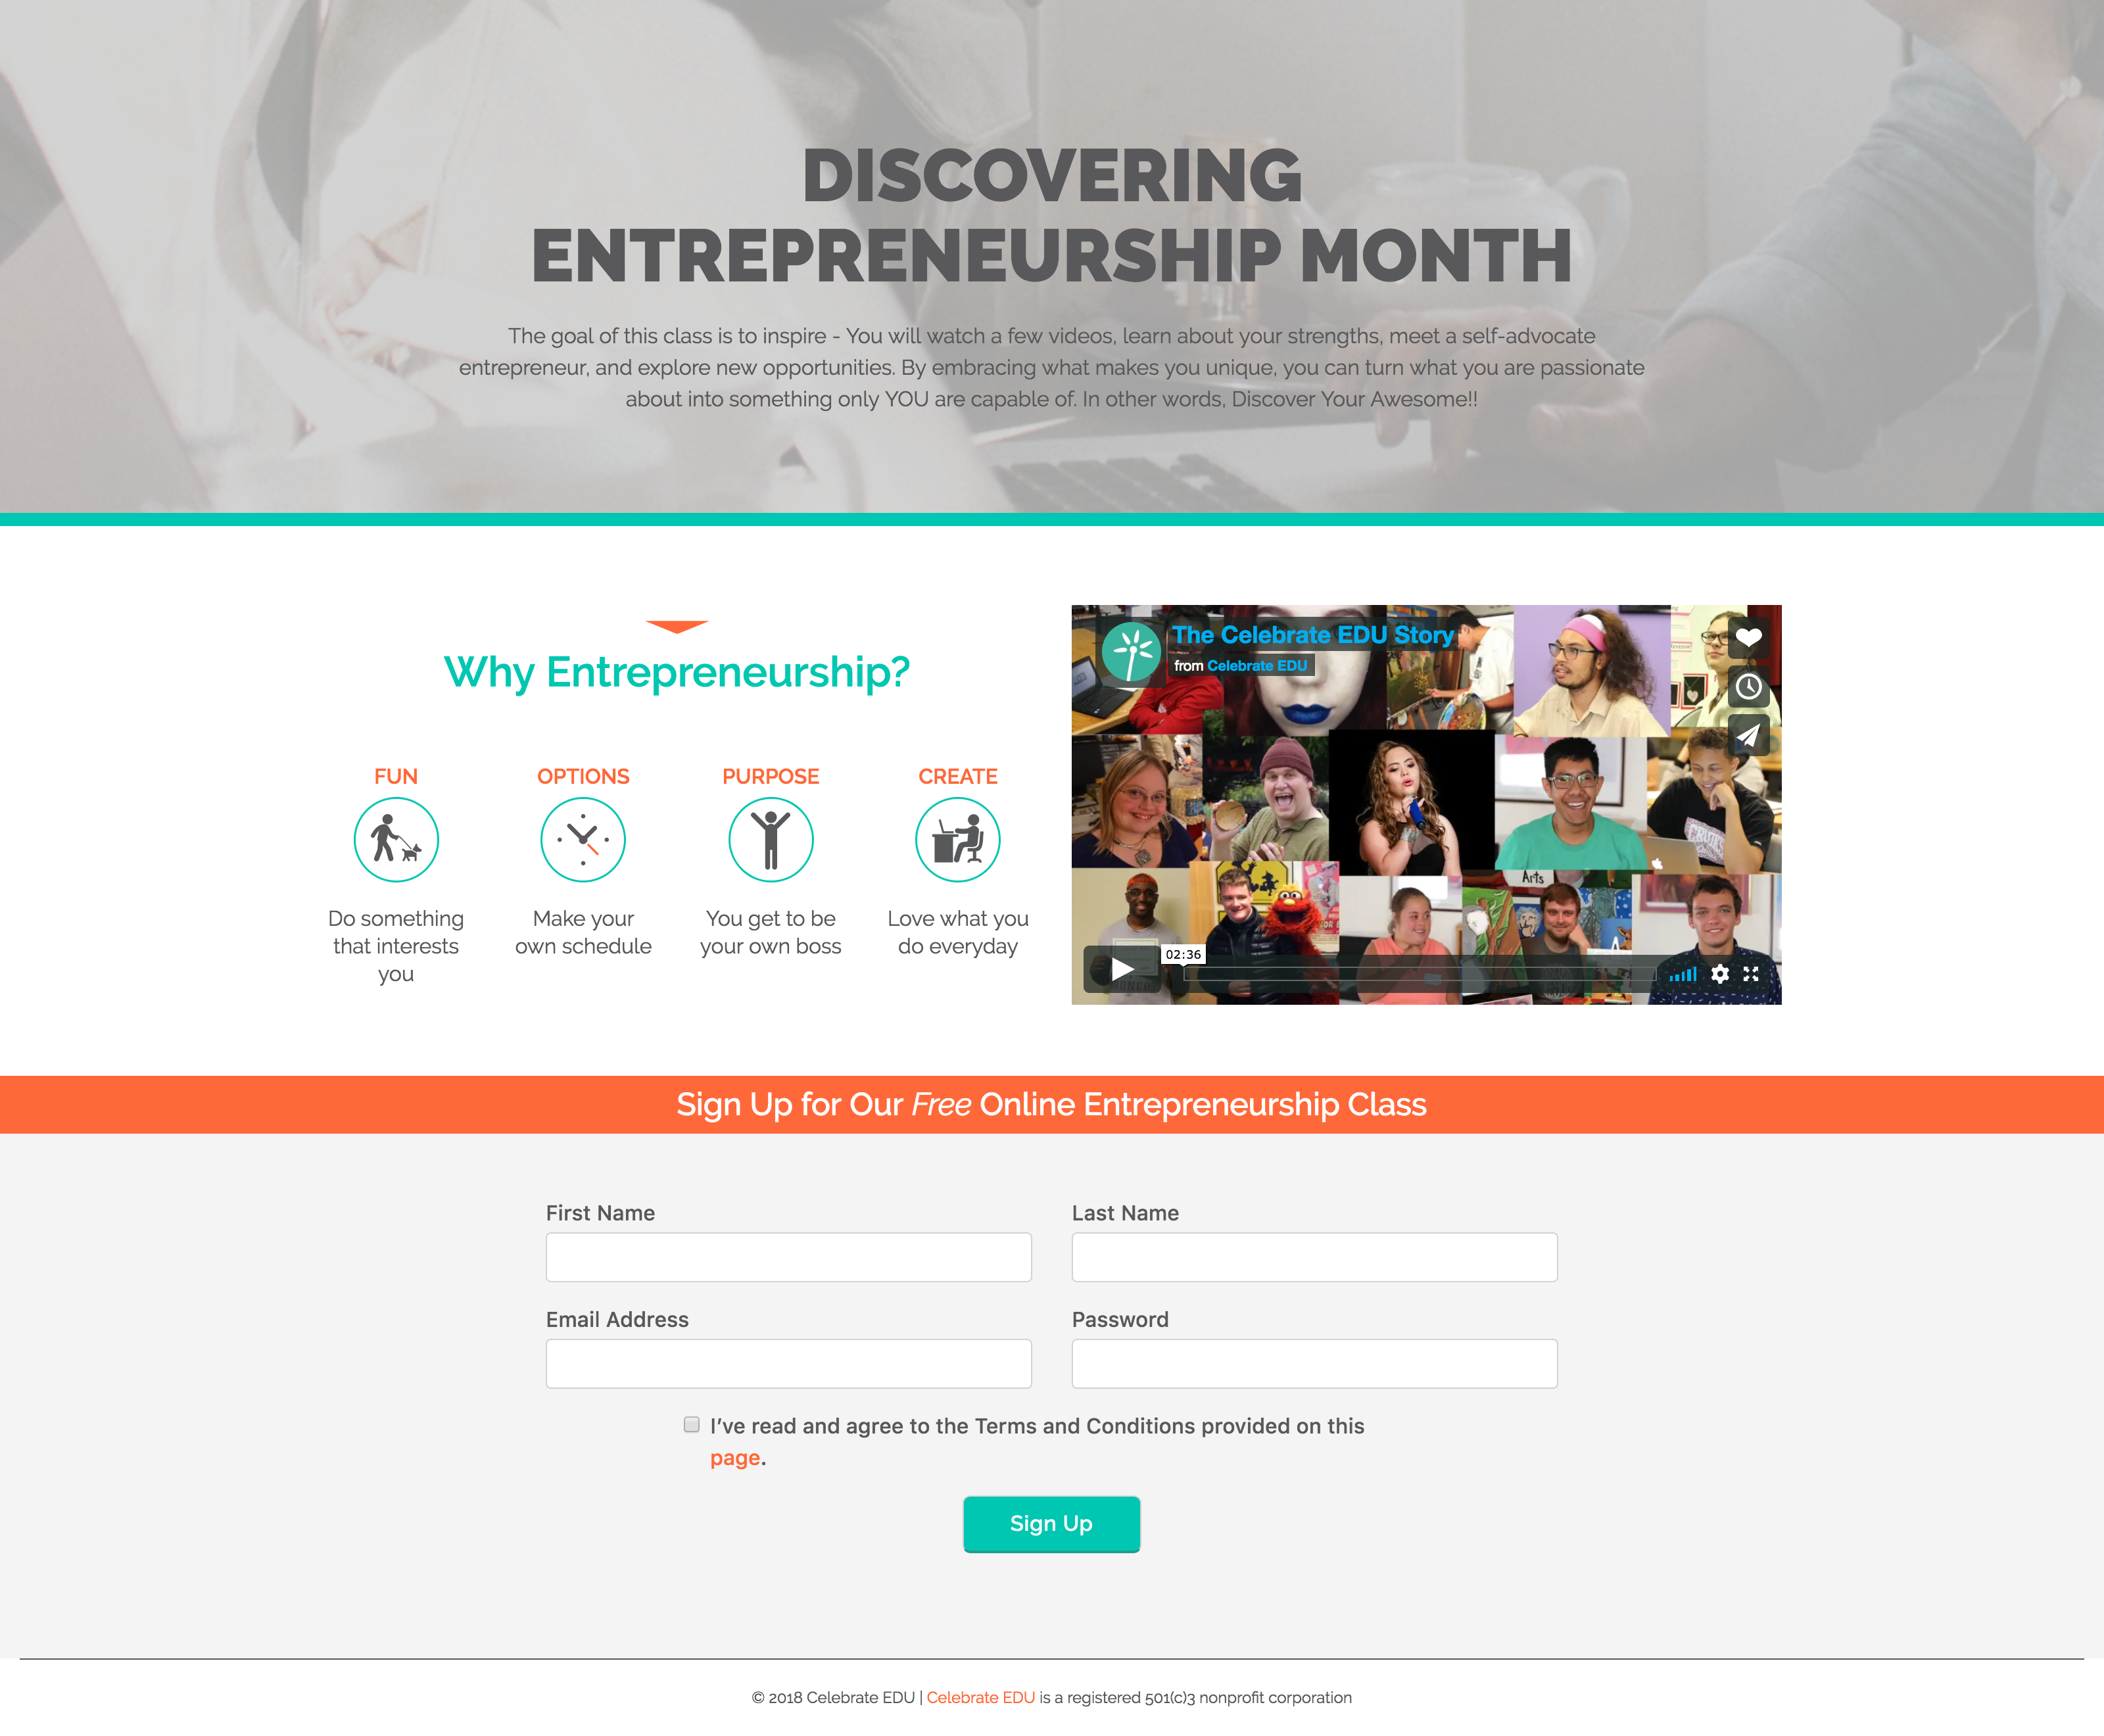 DISCOVERING
ENTREPRENEURSHIP MONTH
The goal of this class is to inspire - You will watch a few videos, learn about your strengths, meet a self-advocate
entrepreneur, and explore new opportunities. By embracing what makes you unique, you can turn what you are passionate
about into something only YOU are capable of. In other words, Discover Your Awesome!!
Why Entrepreneurship?
FUN
Do something
that interests
you
OPTIONS
Make your
own schedule
PURPOSE
You get to be
your own boss
CREATE
Love what you
do everyday
The Celebrate EDU Story
from Celebrate EDU
Arts
02:36
Sign Up for Our Free Online Entrepreneurship Class
First Name
Last Name
Email Address
Password
I've read and agree to the Terms and Conditions provided on this
page.
Sign Up
© 2018 Celebrate EDU | Celebrate EDU is a registered 501(c)3 nonprofit corporation